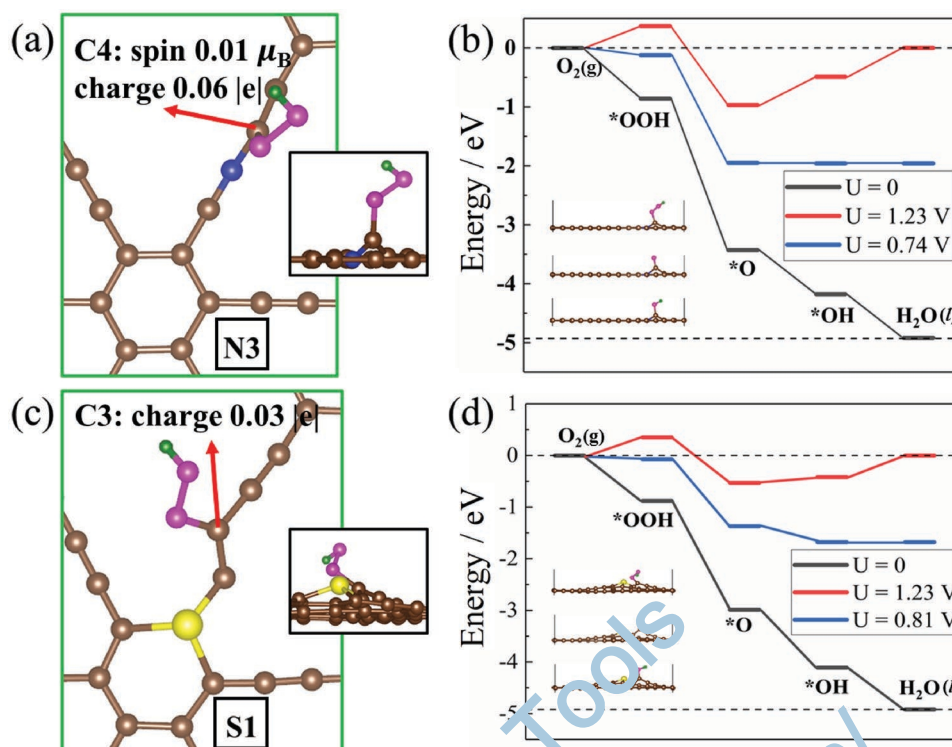 (a)
C4: spin 0.01 μB
charge 0.06 |e|
N3
(b)
0
-1
-2
-3
-4
-5
Energy / eV
O2(g)
*OOH
*O
*OH
H2O(l)
U = 0
U = 1.23 V
U = 0.74 V
(c)
C3: charge 0.03 |e|
S1
(d)
1
0
-1
-2
-3
-4
-5
Energy / eV
O2(g)
*OOH
*O
*OH
H2O(l
U = 0
U = 1.23 V
U = 0.81 V
Tools